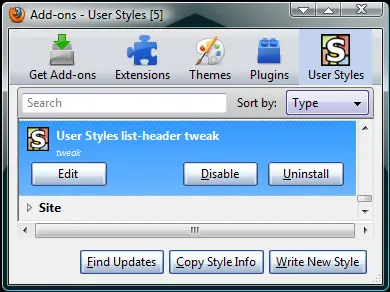 Add-ons - User Styles [5]
Get Add-ons Extensions Themes Plugins User Styles
Search Sort by: Type
S User Styles list-header tweak
tweak
Edit Disable Uninstall
Site
Find Updates Copy Style Info Write New Style